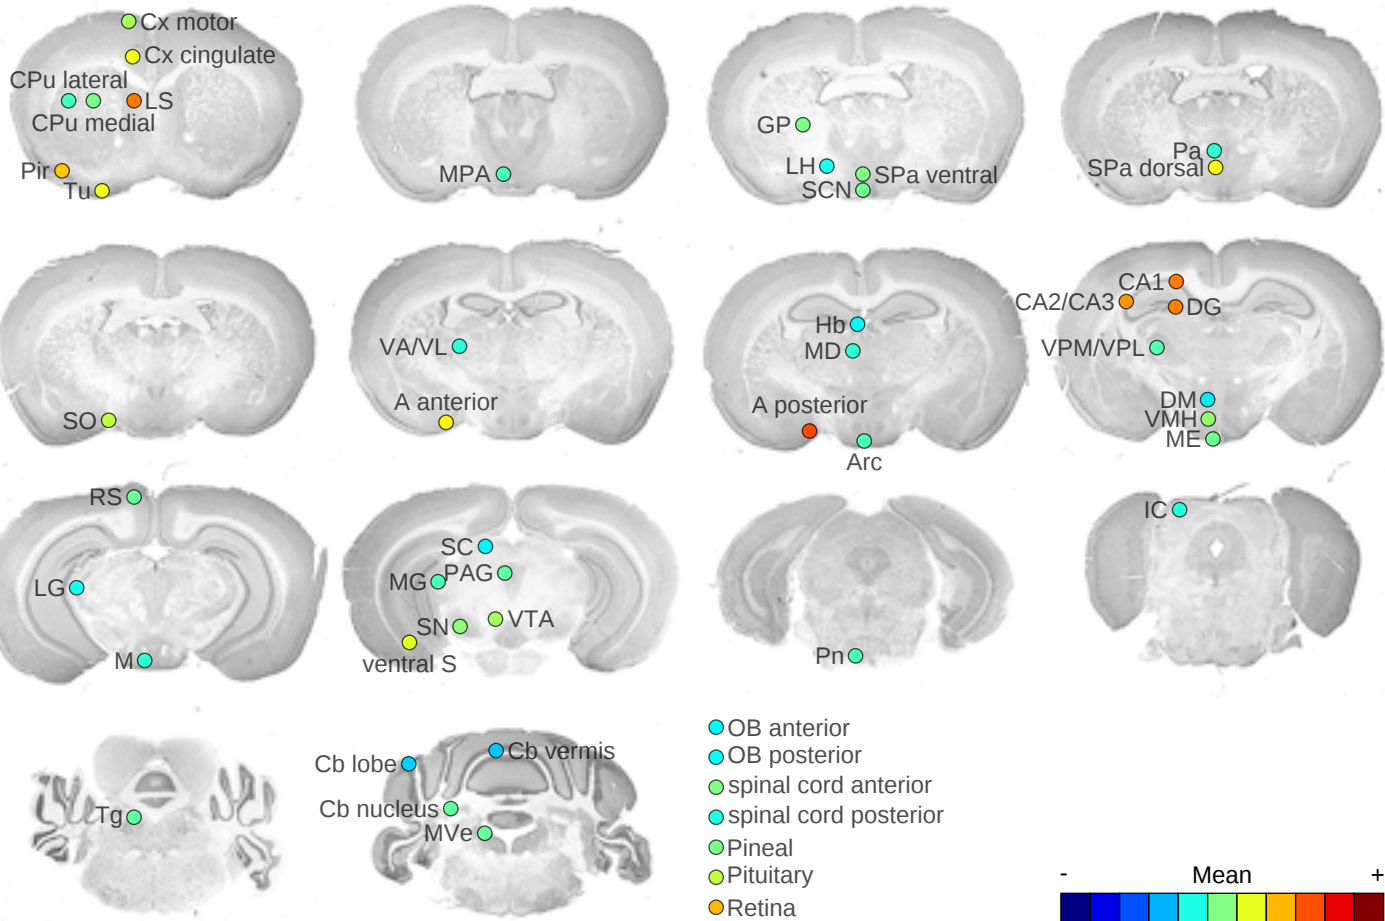 Cx motor
Cx cingulate
CPu lateral
LS
CPu medial
Pir
Tu
MPA
GP
LH
SPa ventral
SCN
Pa
SPa dorsal
SO
VA/VL
A anterior
Hb
MD
A posterior
Arc
CA1
CA2/CA3
DG
VPM/VPL
DM
VMH
ME
RS
LG
M
SC
MG
PAG
SN
VTA
ventral S
Pn
IC
Tg
Cb lobe
Cb vermis
Cb nucleus
MVe
OB anterior
OB posterior
spinal cord anterior
spinal cord posterior
Pineal
Pituitary
Retina
- Mean +